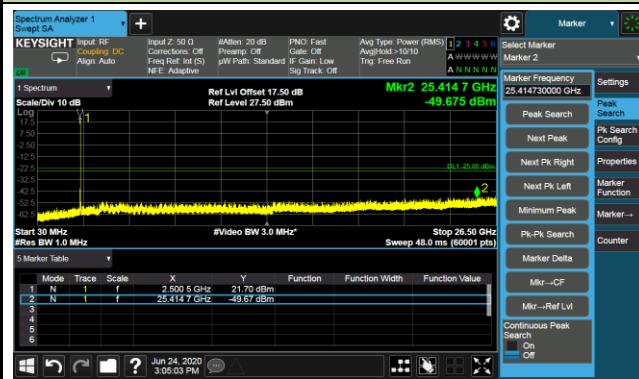 Spectrum Analyzer 1
Swept SA
+
Marker
KEYSIGHT Input: RF Input Z: 50 Ω #Atten: 20 dB PNO: Fast Avg Type: Power (RMS) 1 2 3 4 5 6
Coupling: DC Corrections: Off Preamp: Off Gate: Off Avg|Hold >10/10 A W W W W W
Align: Auto Freq Ref: Int (S) µW Path: Standard IF Gain: Low Trig: Free Run
NFE: Adaptive Sig Track: Off A N N N N N
LXI
Select Marker
Marker 2
1 Spectrum Ref Lvl Offset 17.50 dB Mkr2 25.414 7 GHz
Scale/Div 10 dB Ref Level 27.50 dBm -49.675 dBm
Log
17.5
7.50
-2.50
-12.5
-22.5
-32.5
-42.5
-52.5
-62.5
1
DL1 -25.00 dBm
2
Start 30 MHz #Video BW 3.0 MHz* Stop 26.50 GHz
#Res BW 1.0 MHz Sweep 48.0 ms (60001 pts)
5 Marker Table
Mode Trace Scale X Y Function Function Width Function Value
1 N 1 f 2.500 5 GHz 21.70 dBm
2 N 1 f 25.414 7 GHz -49.67 dBm
3
4
5
6
Marker Frequency
25.414730000 GHz
Peak Search
Next Peak
Next Pk Right
Next Pk Left
Minimum Peak
Pk-Pk Search
Marker Delta
Mkr→CF
Mkr→Ref Lvl
Continuous Peak
Search
On
Off
Settings
Peak
Search
Pk Search
Config
Properties
Marker
Function
Marker→
Counter
?
Jun 24, 2020
3:05:03 PM